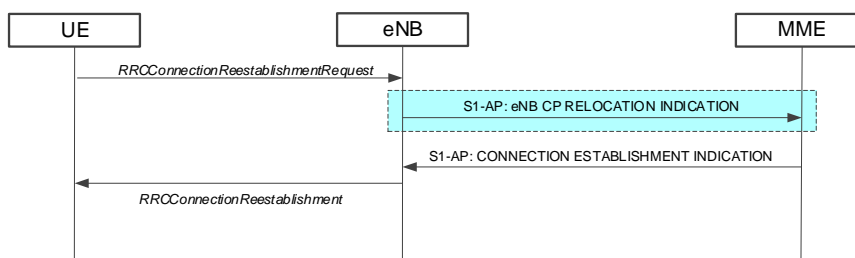 UE
eNB
MME
RRCConnectionReestablishmentRequest
S1-AP: eNB CP RELOCATION INDICATION
S1-AP: CONNECTION ESTABLISHMENT INDICATION
RRCConnectionReestablishment